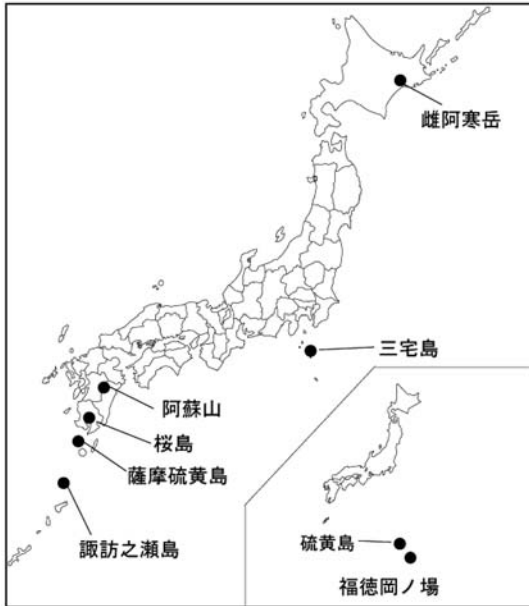 雌阿寒岳
三宅島
阿蘇山
桜島
薩摩硫黄島
諏訪之瀬島
硫黄島
福徳岡ノ場